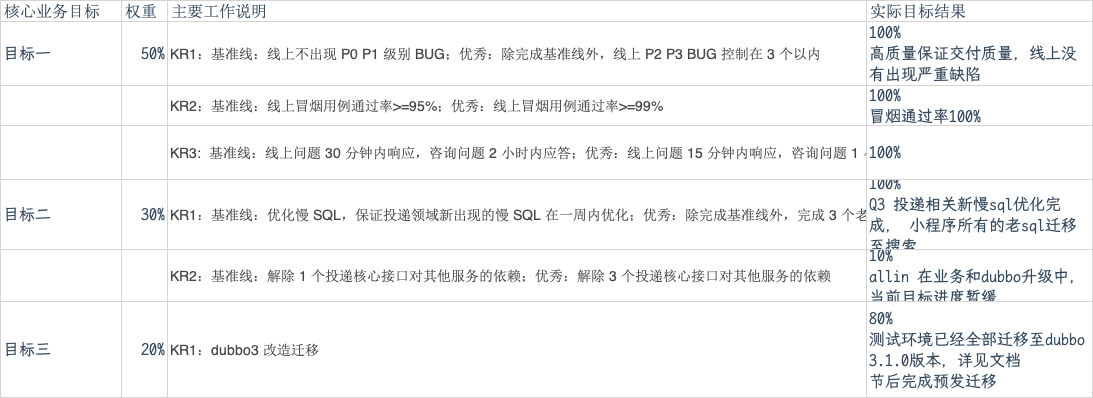 核心业务目标 权重 主要工作说明 实际目标结果
目标一 50% KR1：基准线：线上不出现 P0 P1 级别 BUG；优秀：除完成基准线外，线上 P2 P3 BUG 控制在 3 个以内
100%
高质量保证交付质量，线上没
有出现严重缺陷
KR2：基准线：线上冒烟用例通过率>=95%；优秀：线上冒烟用例通过率>=99%
100%
冒烟通过率100%
KR3：基准线：线上问题 30 分钟内响应，咨询问题 2 小时内应答；优秀：线上问题 15 分钟内响应，咨询问题 1
100%
目标二 30% KR1：基准线：优化慢 SQL，保证投递领域新出现的慢 SQL 在一周内优化；优秀：除完成基准线外，完成 3 个老
100%
Q3 投递相关新慢sql优化完
成， 小程序所有的老sql迁移
至搜索
KR2：基准线：解除 1 个投递核心接口对其他服务的依赖；优秀：解除 3 个投递核心接口对其他服务的依赖
10%
allin 在业务和dubbo升级中，
当前目标进度暂缓
目标三 20% KR1：dubbo3 改造迁移
80%
测试环境已经全部迁移至dubbo
3.1.0版本，详见文档
节后完成预发迁移